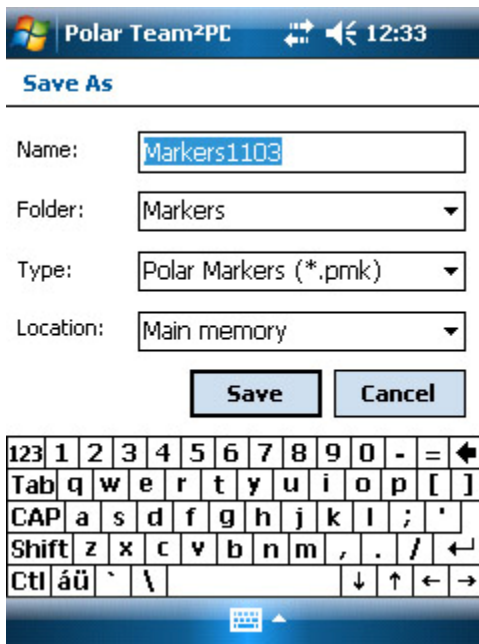 Polar Team²PC 12:33
Save As
Name: Markers1103
Folder: Markers
Type: Polar Markers (*.pmk)
Location: Main memory
Save Cancel
123 1 2 3 4 5 6 7 8 9 0 - =
Tab q w e r t y u i o p [ ]
CAP a s d f g h j k l ; '
Shift z x c v b n m , . /
Ctl áü ` \ ↓ ↑ ← →